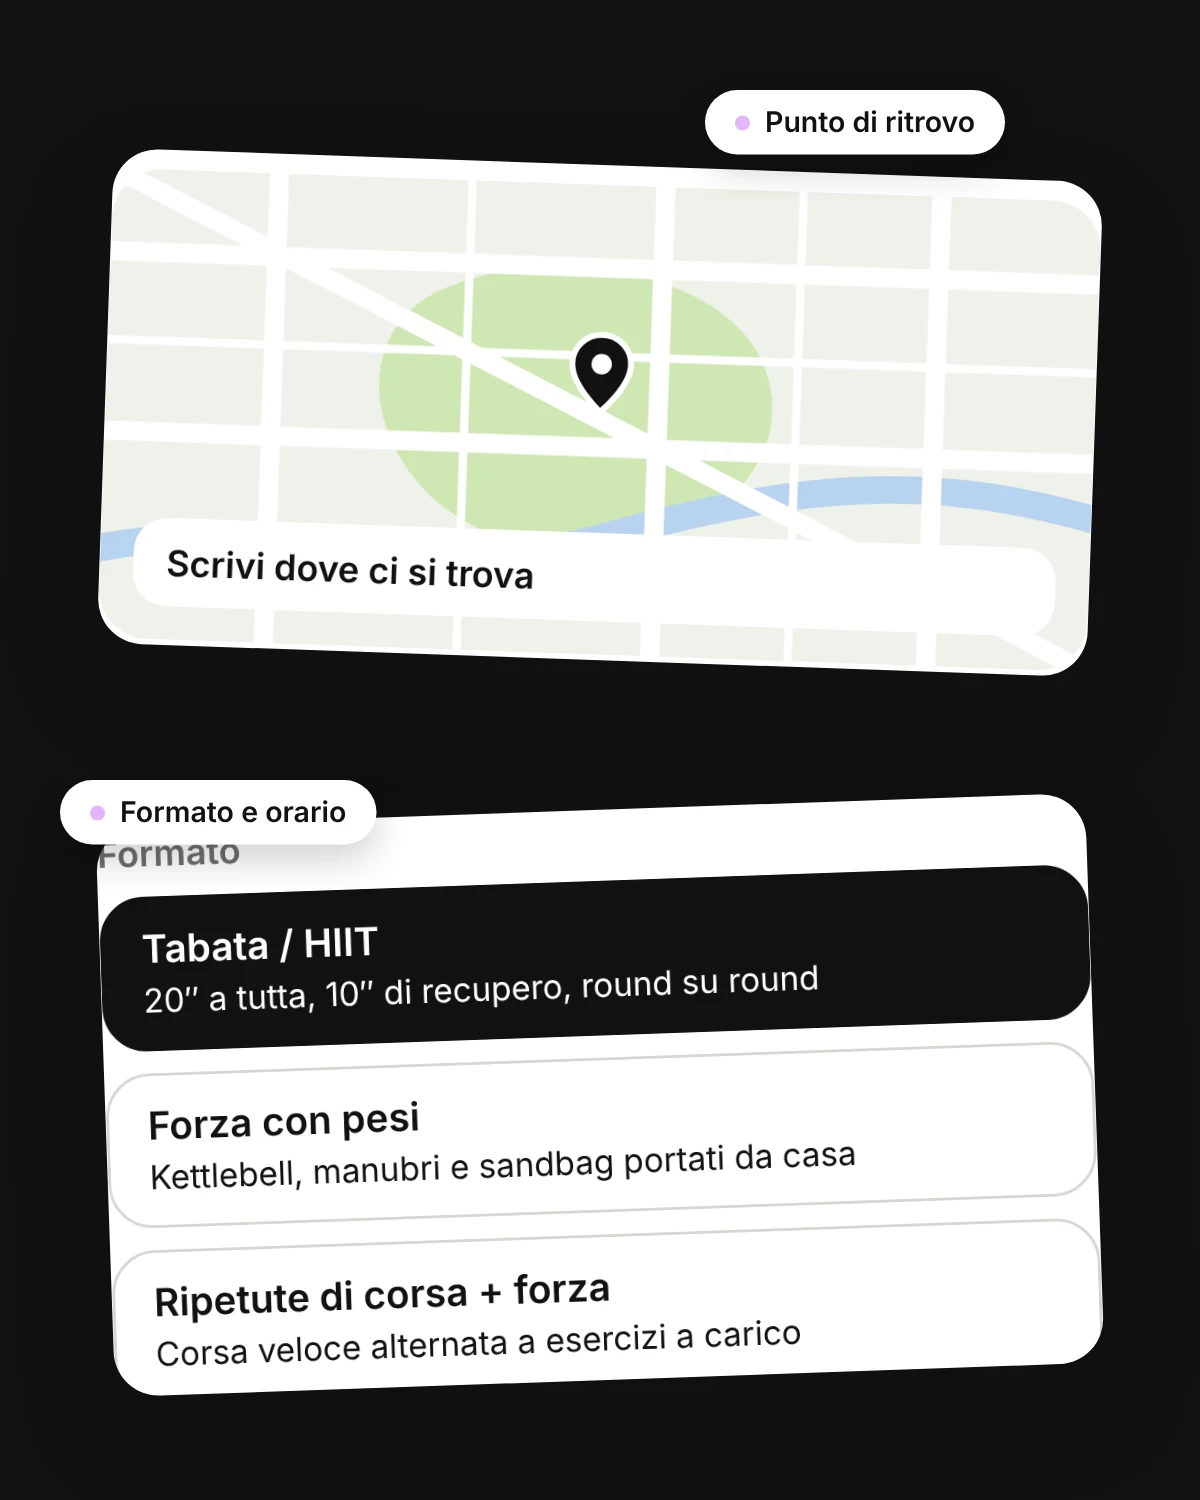 Punto di ritrovo
Scrivi dove ci si trova
Formato e orario
Formato
Tabata / HIIT
20″ a tutta, 10″ di recupero, round su round
Forza con pesi
Kettlebell, manubri e sandbag portati da casa
Ripetute di corsa + forza
Corsa veloce alternata a esercizi a carico